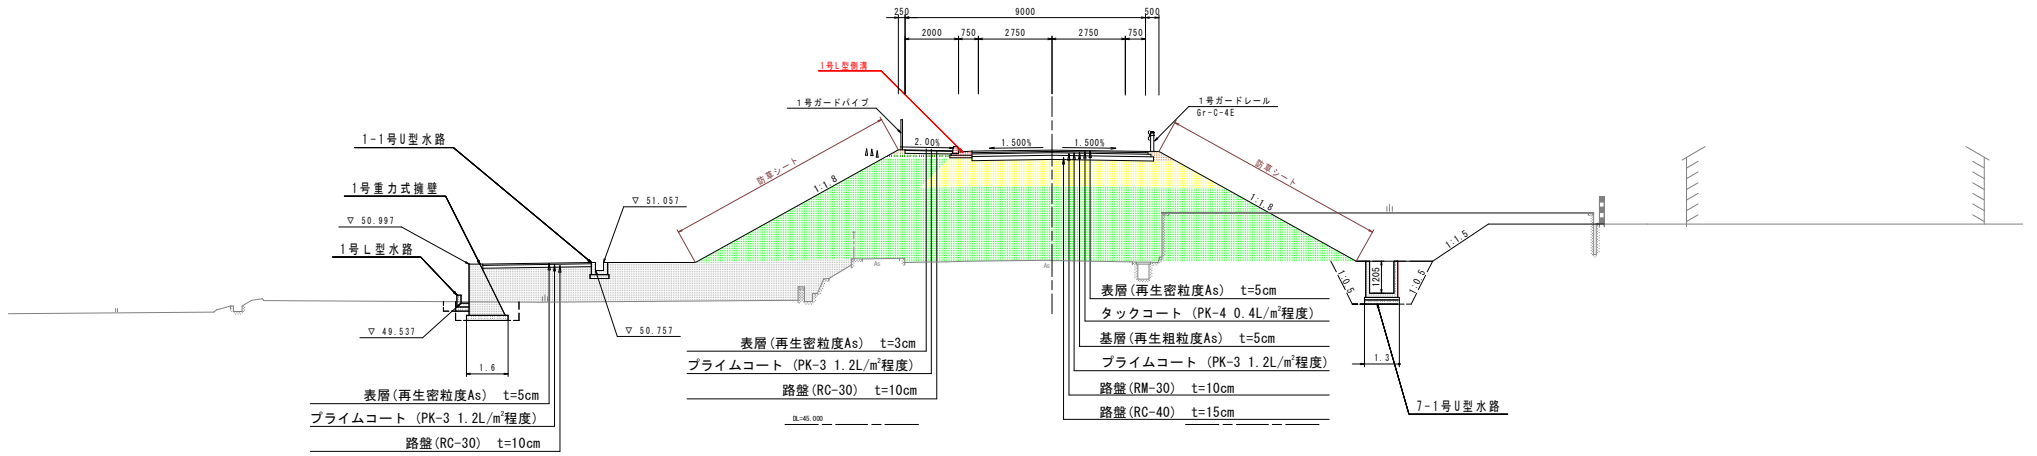 250
9000
500
2000
750
2750
2750
750
1号L型側溝
1号ガードパイプ
1号ガードレール
Gr-C-4E
1-1号U型水路
2.00%
1.500%
1.500%
防草シート
防草シート
1:1.8
1:1.8
1号重力式擁壁
▽ 51.057
▽ 50.997
1号L型水路
1:1.5
As
As
1:0.5
1205
1:0.5
▽ 49.537
▽ 50.757
1.6
1.3
表層(再生密粒度As) t=5cm
タックコート (PK-4 0.4L/㎡程度)
基層(再生粗粒度As) t=5cm
プライムコート (PK-3 1.2L/㎡程度)
路盤(RM-30) t=10cm
路盤(RC-40) t=15cm
表層(再生密粒度As) t=3cm
プライムコート (PK-3 1.2L/㎡程度)
路盤(RC-30) t=10cm
表層(再生密粒度As) t=5cm
プライムコート (PK-3 1.2L/㎡程度)
路盤(RC-30) t=10cm
7-1号U型水路
DL=45.000